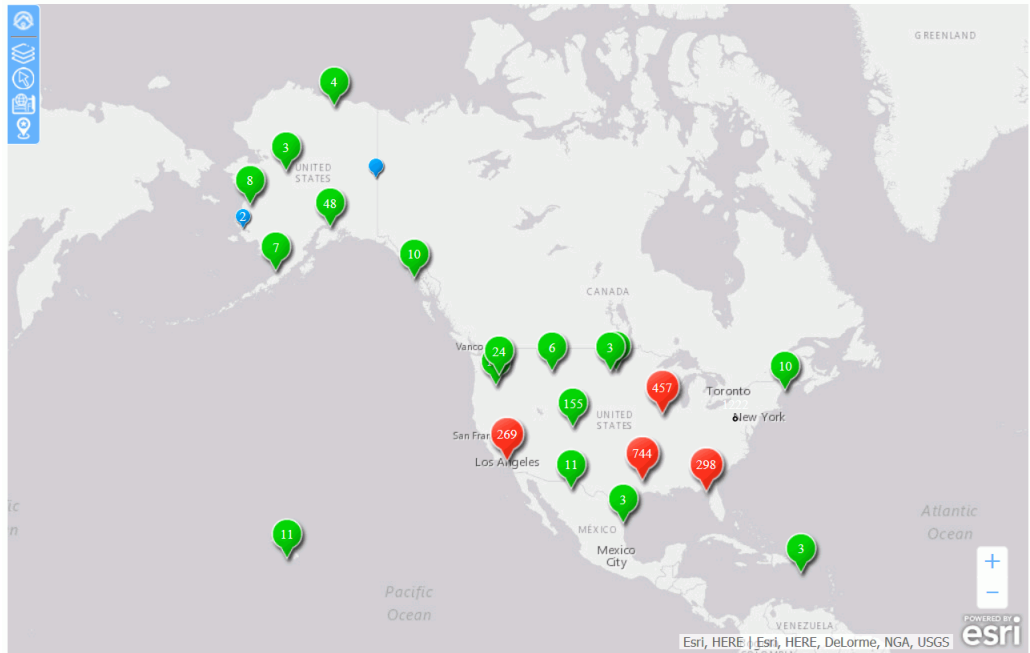 GREENLAND
4
3
UNITED
STATES
8
48
2
7
10
CANADA
Vanco
24
6
3
10
457
Toronto
155
New York
UNITED
STATES
San Fran
269
Los Angeles
744
298
11
3
Atlantic
Ocean
MÉXICO
11
Mexico
City
3
Pacific
Ocean
+
−
VENEZUELA
POWERED BY
esri
Esri, HERE | Esri, HERE, DeLorme, NGA, USGS